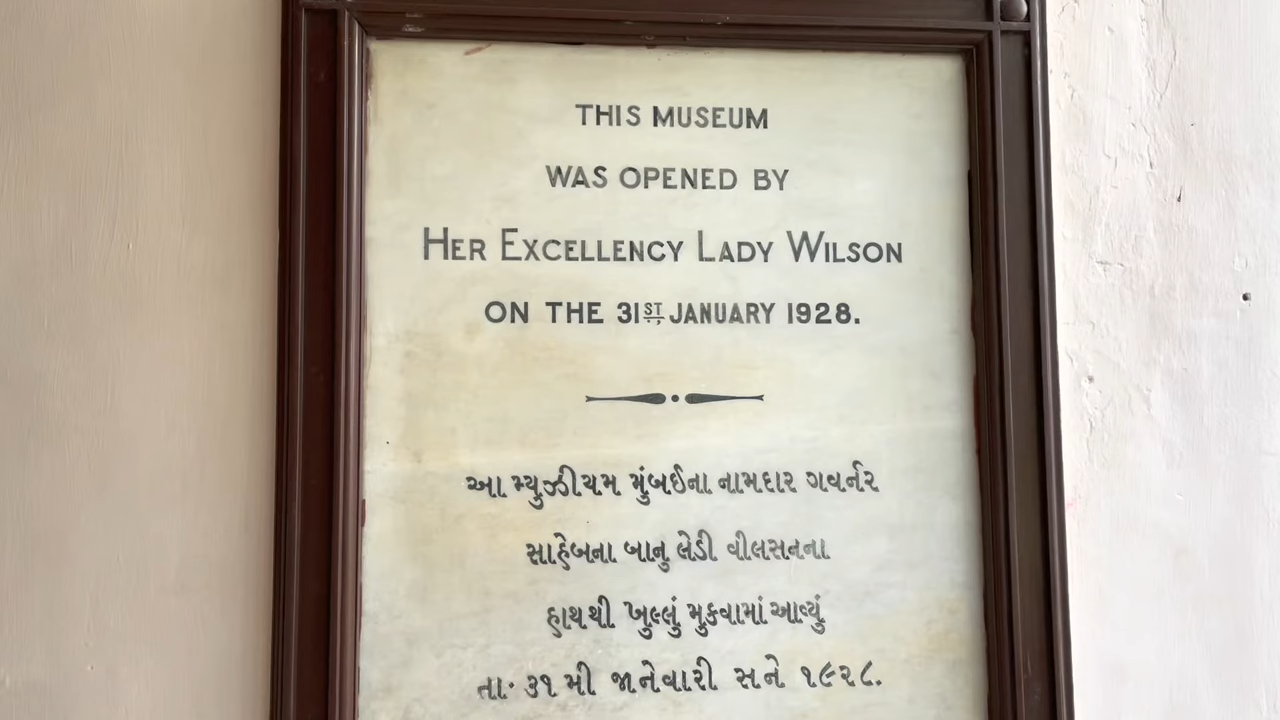 THIS MUSEUM
WAS OPENED BY
HER EXCELLENCY LADY WILSON
ON THE 31ST JANUARY 1928.
આ મ્યુઝીયમ મુંબઈના નામદાર ગવર્નર
સાહેબના બાનુ લેડી વીલસનના
હાથથી ખુલ્લું મુકવામાં આવ્યું
તા. ૩૧ મી જાનેવારી સને ૧૯૨૮.